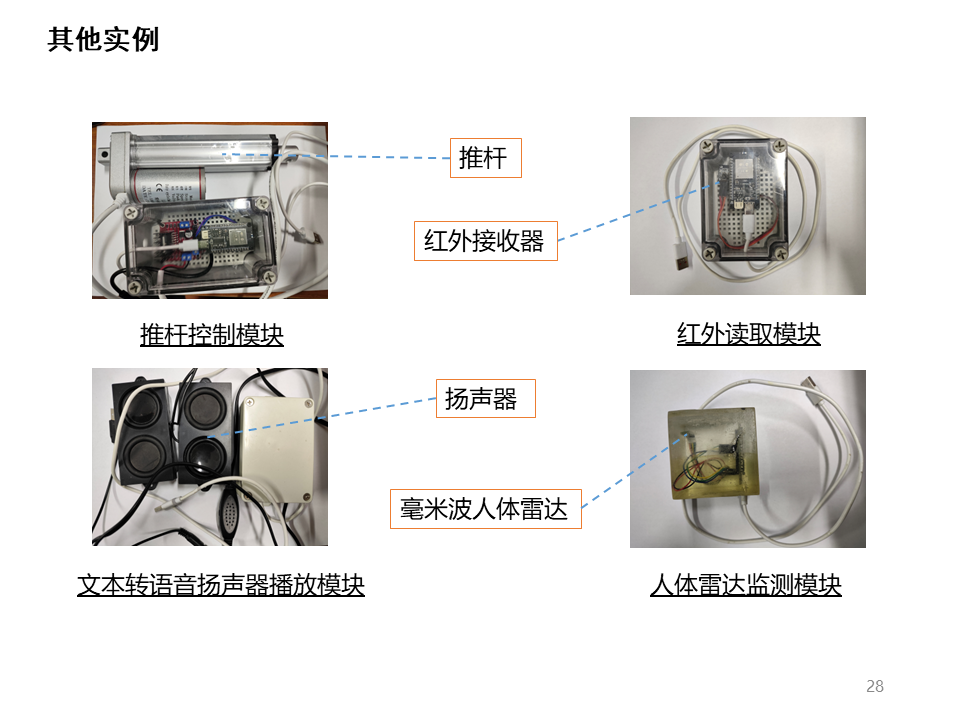 其他实例
推杆
红外接收器
推杆控制模块
红外读取模块
扬声器
毫米波人体雷达
文本转语音扬声器播放模块
人体雷达监测模块
28